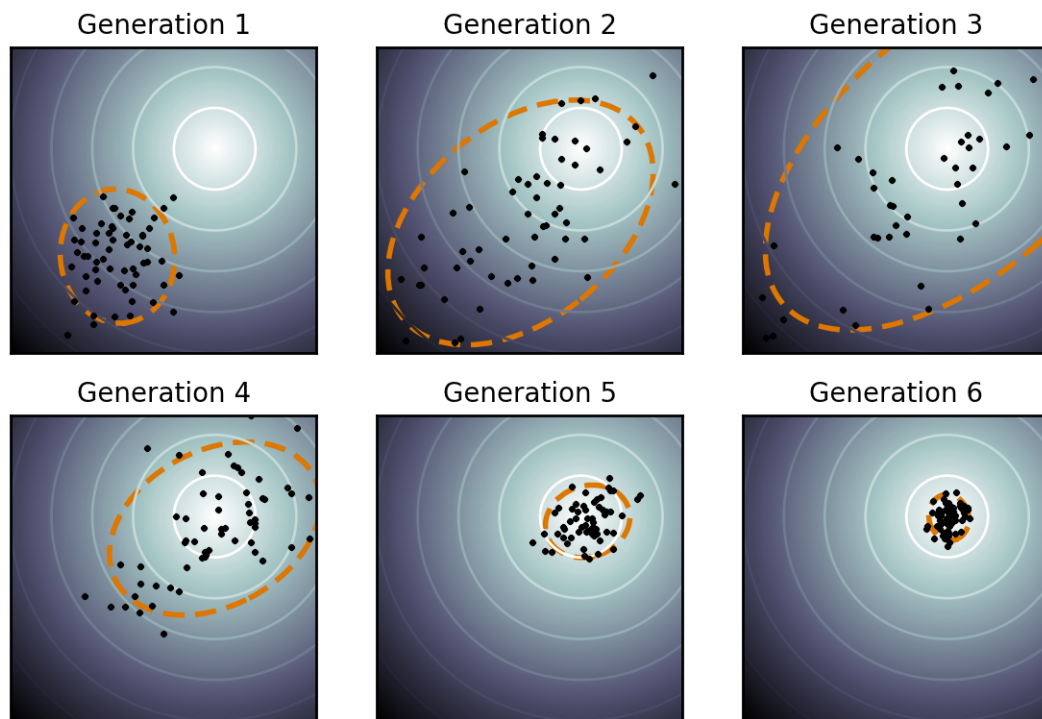 Generation 1
Generation 2
Generation 3
Generation 4
Generation 5
Generation 6